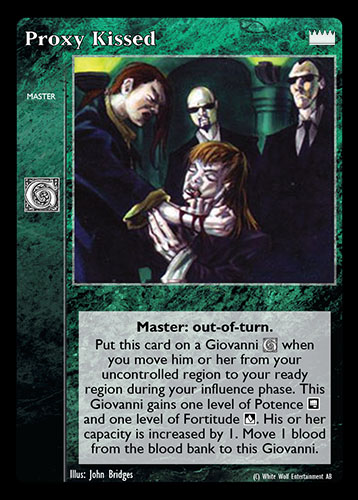 Proxy Kissed
MASTER
Master: out-of-turn.
Put this card on a Giovanni when
you move him or her from your
uncontrolled region to your ready
region during your influence phase. This
Giovanni gains one level of Potence
and one level of Fortitude . His or her
capacity is increased by 1. Move 1 blood
from the blood bank to this Giovanni.
Illus: John Bridges
(C) White Wolf Entertainment AB